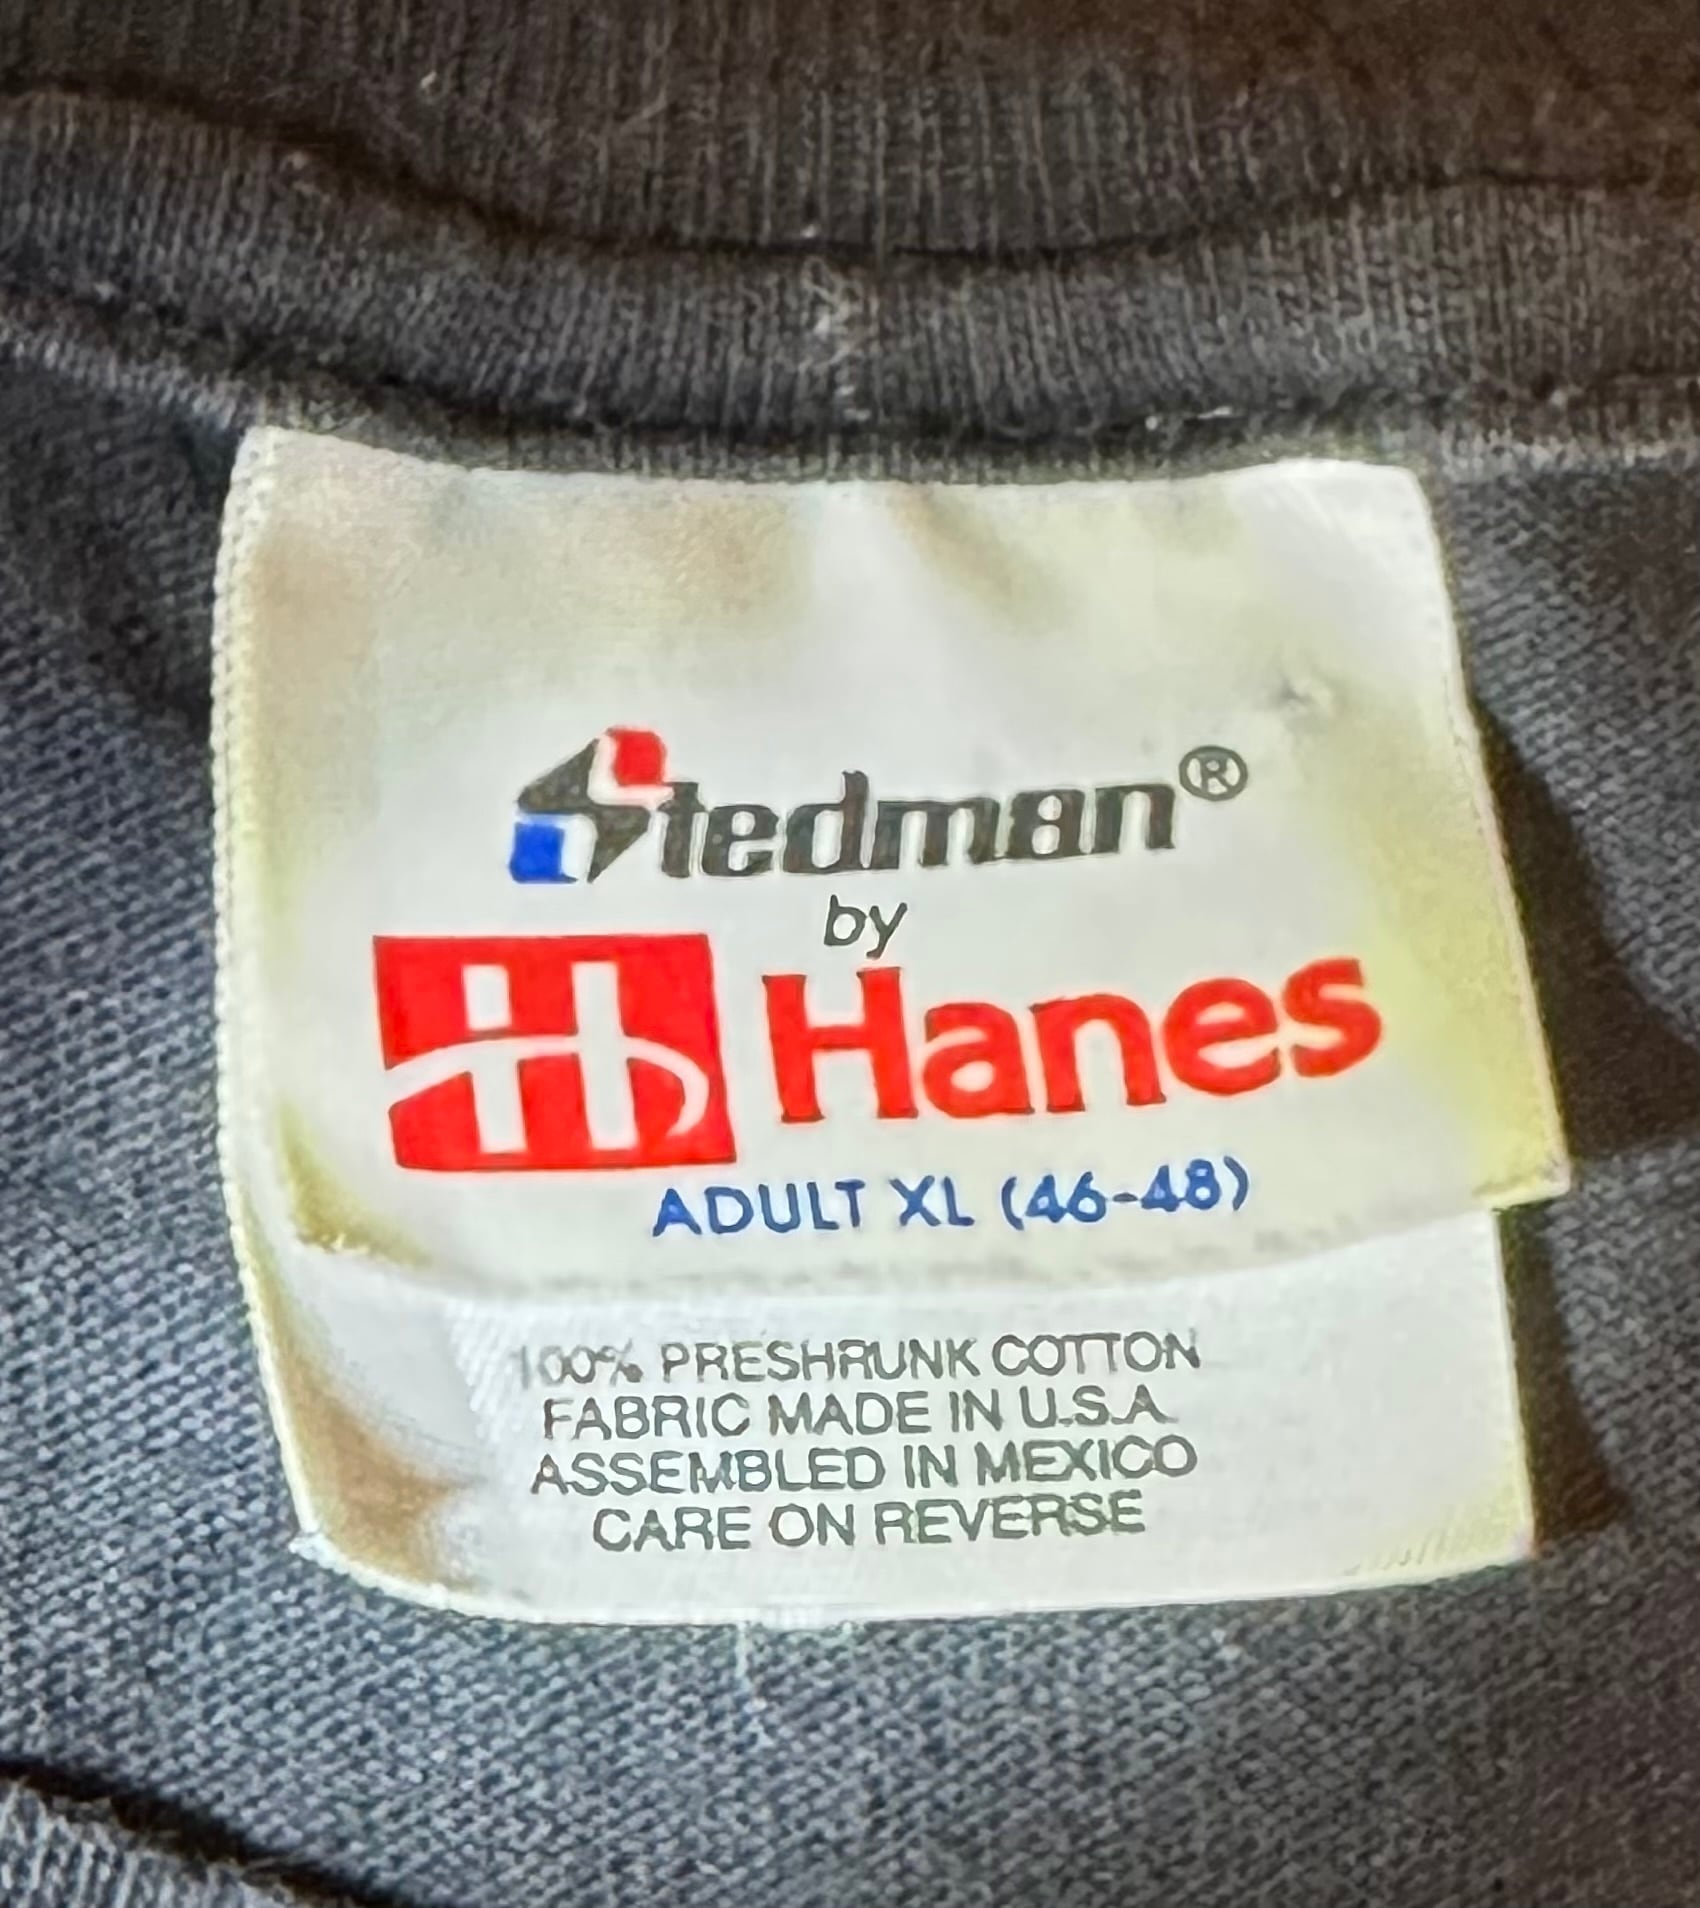 Stedman®
by
H Hanes
ADULT XL (46-48)
100% PRESHRUNK COTTON
FABRIC MADE IN U.S.A.
ASSEMBLED IN MEXICO
CARE ON REVERSE